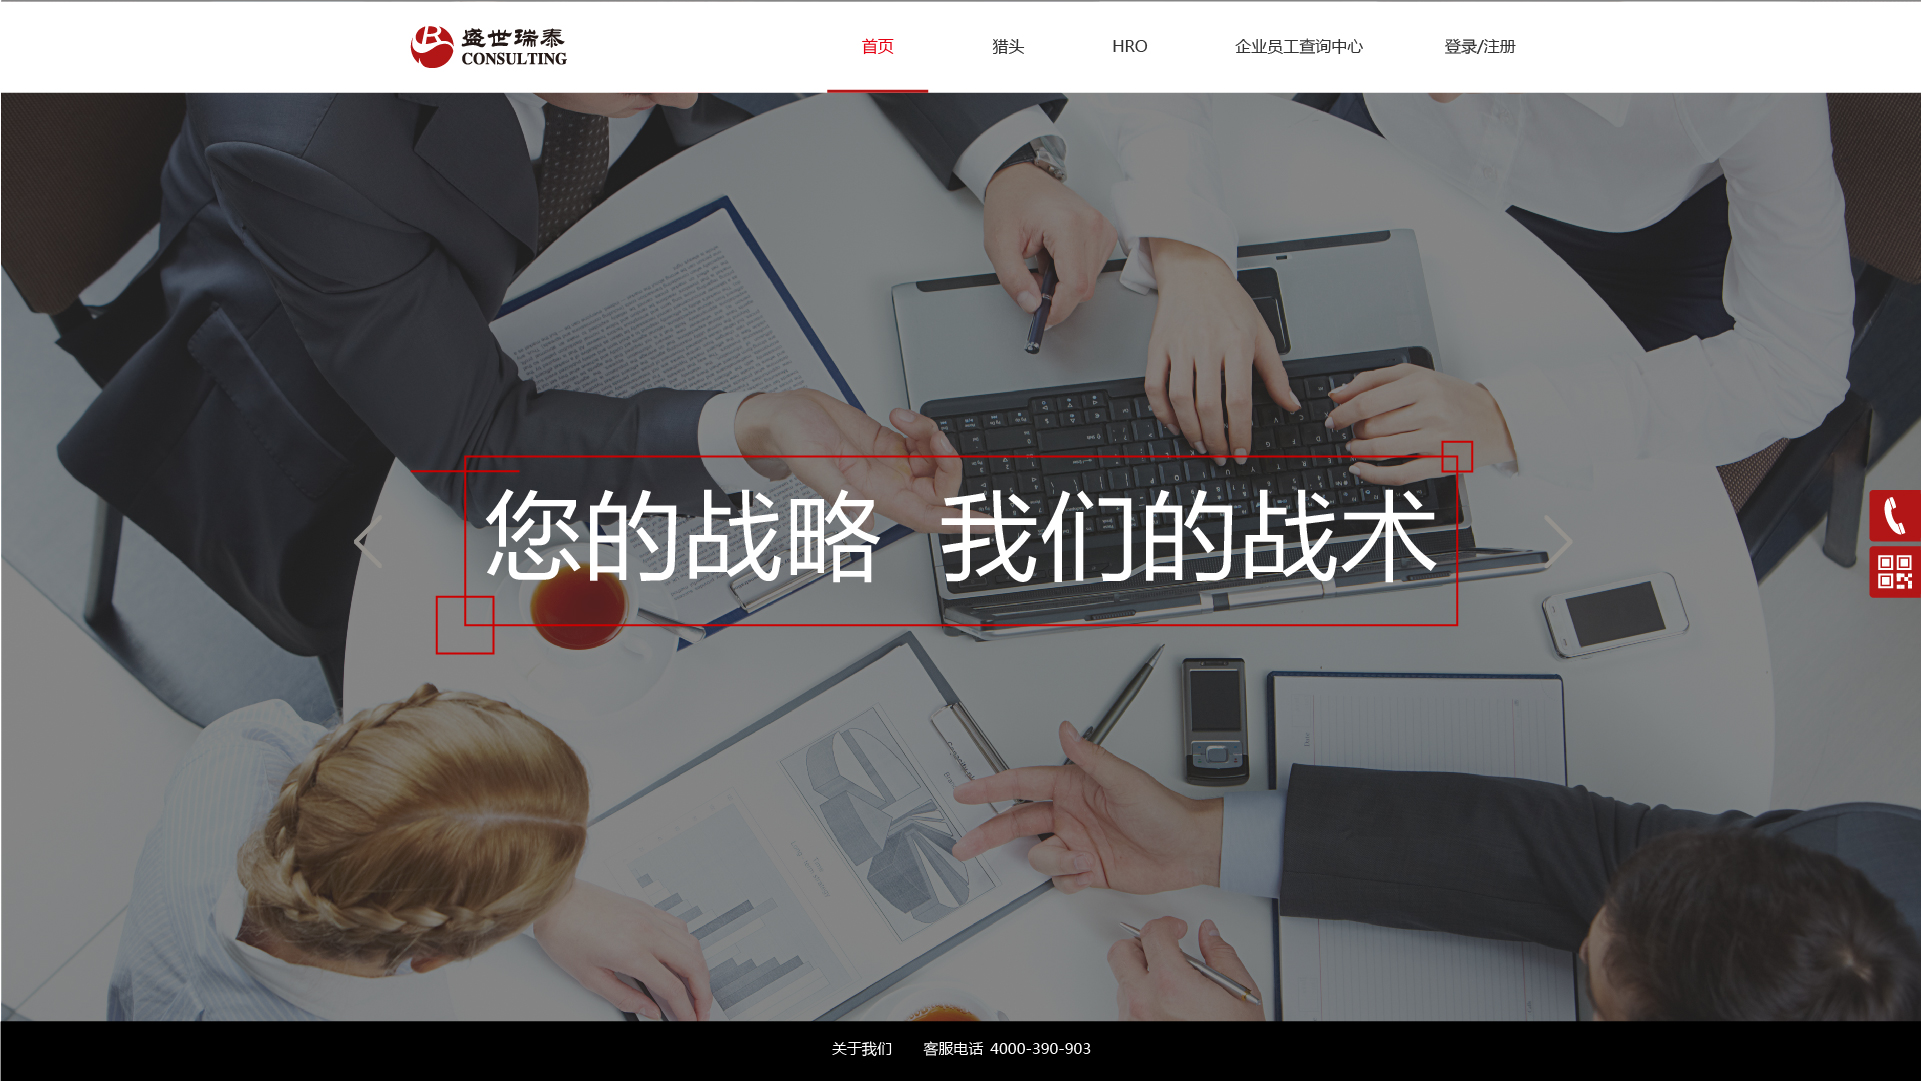 盛世瑞泰
CONSULTING
首页
猎头
HRO
企业员工查询中心
登录/注册
您的战略 我们的战术
关于我们 客服电话 4000-390-903